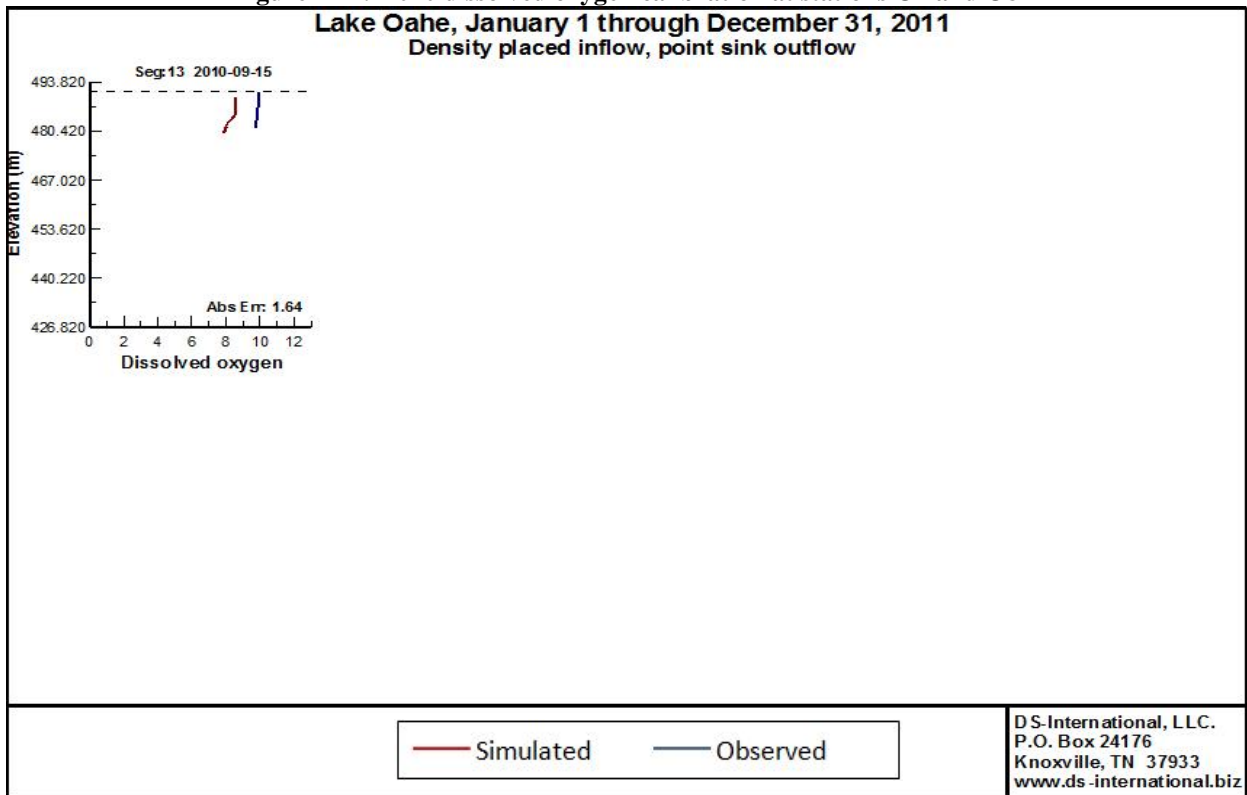 Lake Oahe, January 1 through December 31, 2011
Density placed inflow, point sink outflow
Seg:13 2010-09-15
493.820
480.420
467.020
453.620
440.220
426.820
Elevation (m)
Abs Err: 1.64
0 2 4 6 8 10 12
Dissolved oxygen
Simulated
Observed
DS-International, LLC.
P.O. Box 24176
Knoxville, TN 37933
www.ds-international.biz